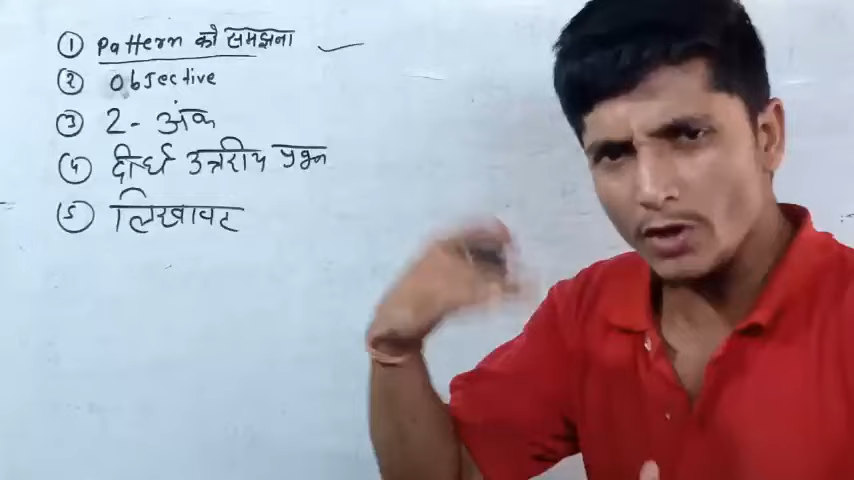 ① Pattern को समझना
② Objective
③ 2- अंक
④ दीर्घ उत्तरीय प्रश्न
⑤ लिखावट